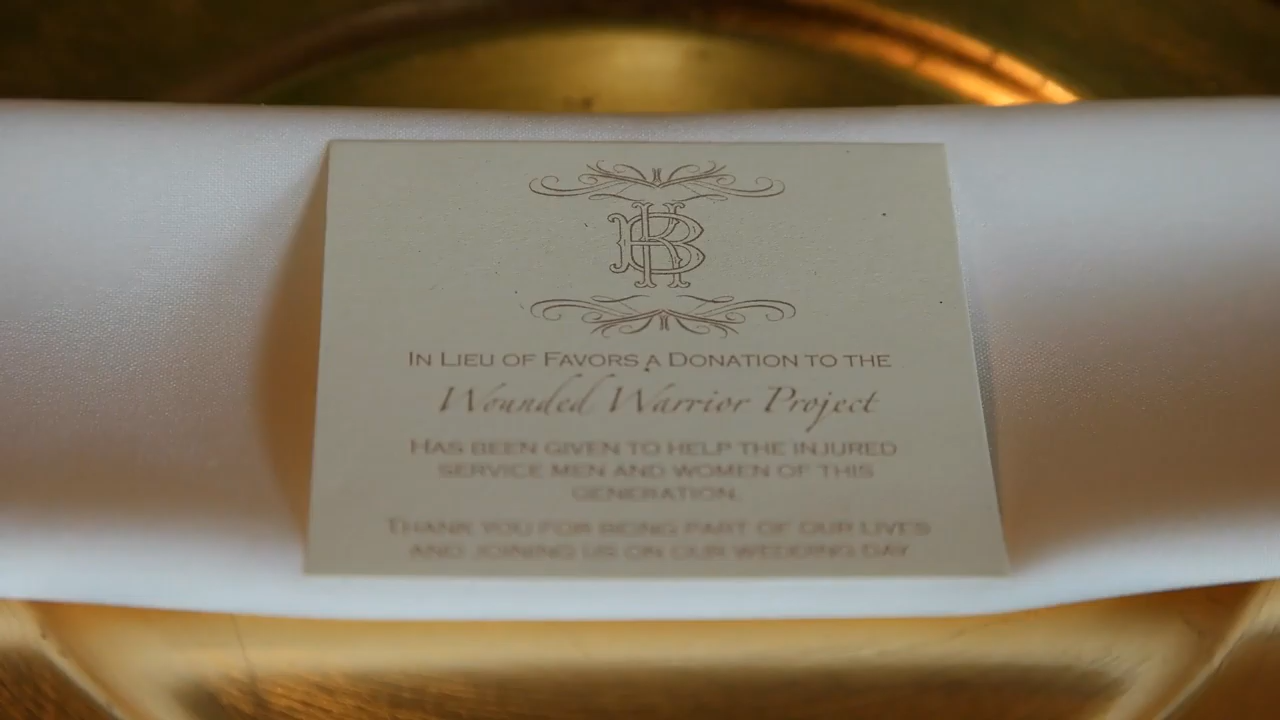 In Lieu of Favors a Donation to the
Wounded Warrior Project
Has been given to help the injured
service men and women of this
generation.
Thank you for being part of our lives
and joining us on our wedding day